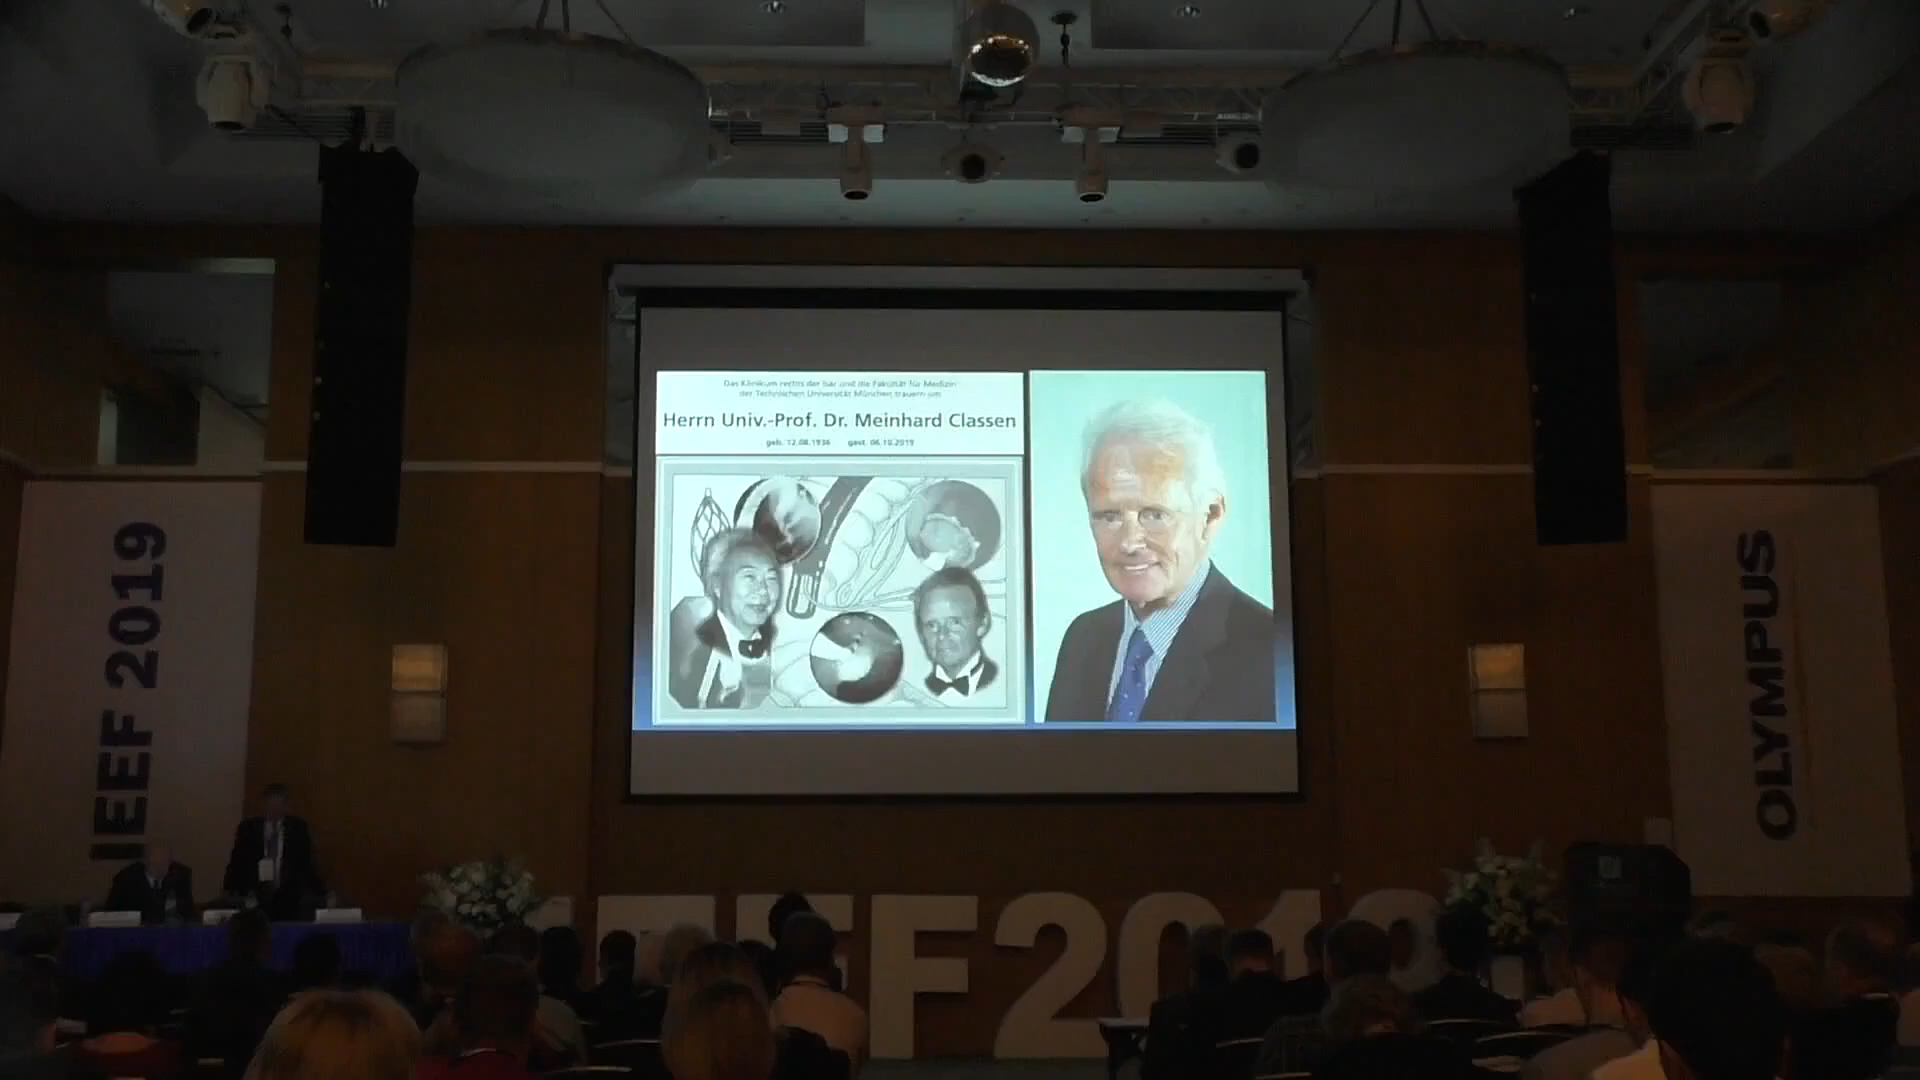 IEEF 2019
Das Klinikum rechts der Isar und die Fakultät für Medizin
der Technischen Universität München trauern um
Herrn Univ.-Prof. Dr. Meinhard Classen
geb. 12.08.1936 gest. 06.10.2019
OLYMPUS
IEEF2019